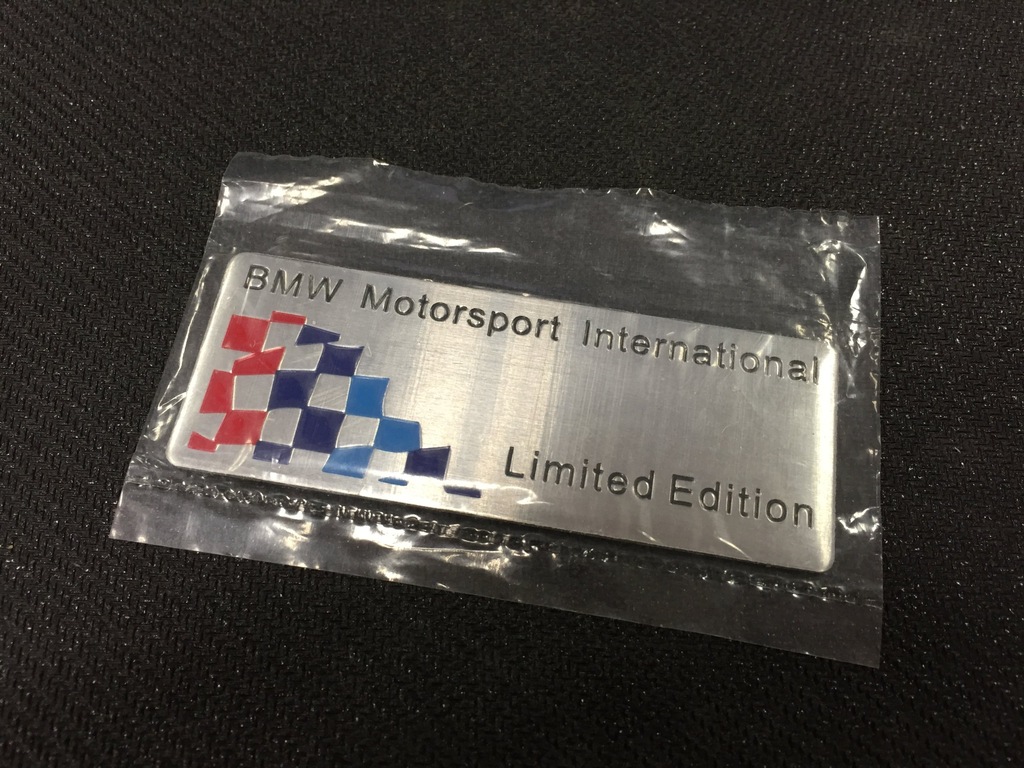 BMW Motorsport International
Limited Edition